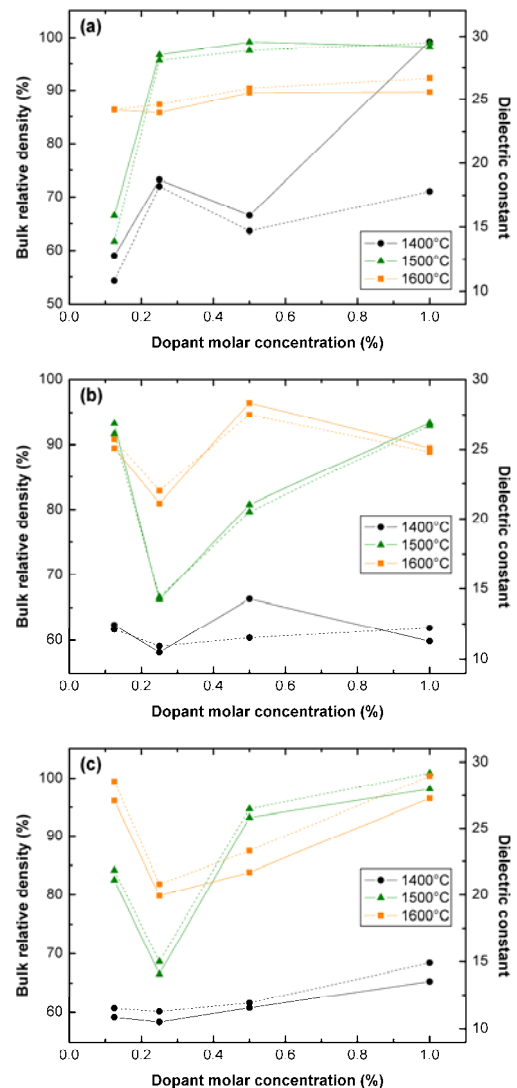 (a)
100
90
80
70
60
50
30
25
20
15
10
Bulk relative density (%)
Dielectric constant
1400°C
1500°C
1600°C
0.0 0.2 0.4 0.6 0.8 1.0
Dopant molar concentration (%)
(b)
100
90
80
70
60
30
25
20
15
10
Bulk relative density (%)
Dielectric constant
1400°C
1500°C
1600°C
0.0 0.2 0.4 0.6 0.8 1.0
Dopant molar concentration (%)
(c)
100
90
80
70
60
30
25
20
15
10
Bulk relative density (%)
Dielectric constant
1400°C
1500°C
1600°C
0.0 0.2 0.4 0.6 0.8 1.0
Dopant molar concentration (%)